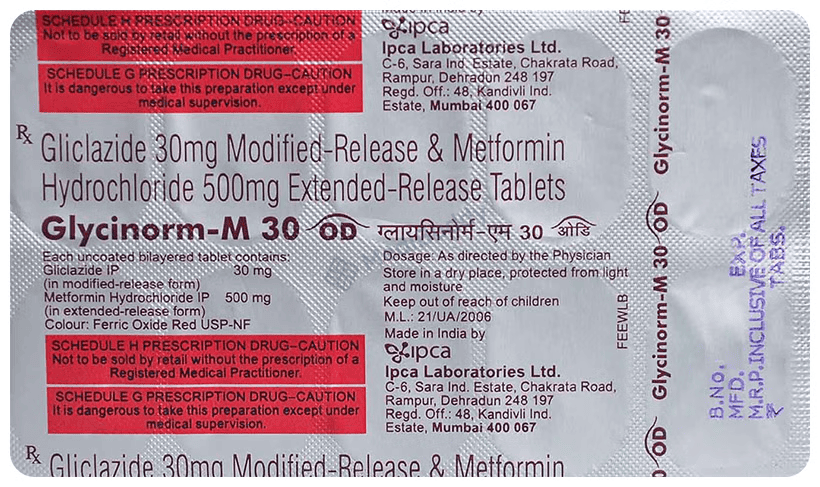 Made in India by
SCHEDULE H PRESCRIPTION DRUG–CAUTION
Not to be sold by retail without the prescription of a
Registered Medical Practitioner.
SCHEDULE G PRESCRIPTION DRUG–CAUTION
It is dangerous to take this preparation except under
medical supervision.
ipca
Ipca Laboratories Ltd.
C-6, Sara Ind. Estate, Chakrata Road,
Rampur, Dehradun 248 197
Regd. Off.: 48, Kandivli Ind.
Estate, Mumbai 400 067
Rx Gliclazide 30mg Modified-Release & Metformin
Hydrochloride 500mg Extended-Release Tablets
Glycinorm-M 30 OD ग्लायसिनोर्म-एम 30 ओडि
Each uncoated bilayered tablet contains:
Gliclazide IP 30 mg
(in modified-release form)
Metformin Hydrochloride IP 500 mg
(in extended-release form)
Colour: Ferric Oxide Red USP-NF
Dosage: As directed by the Physician
Store in a dry place, protected from light
and moisture
Keep out of reach of children
M.L.: 21/UA/2006
Made in India by
ipca
Ipca Laboratories Ltd.
C-6, Sara Ind. Estate, Chakrata Road,
Rampur, Dehradun 248 197
Regd. Off.: 48, Kandivli Ind.
Estate, Mumbai 400 067
SCHEDULE H PRESCRIPTION DRUG–CAUTION
Not to be sold by retail without the prescription of a
Registered Medical Practitioner.
SCHEDULE G PRESCRIPTION DRUG–CAUTION
It is dangerous to take this preparation except under
medical supervision.
Rx Gliclazide 30mg Modified-Release & Metformin
FEE
FEEWLB
Glycinorm-M 30
Glycinorm-M 30 OD
0 OD
B.No.
MFD. EXP.
M.R.P. INCLUSIVE OF ALL TAXES
₹ TABS.